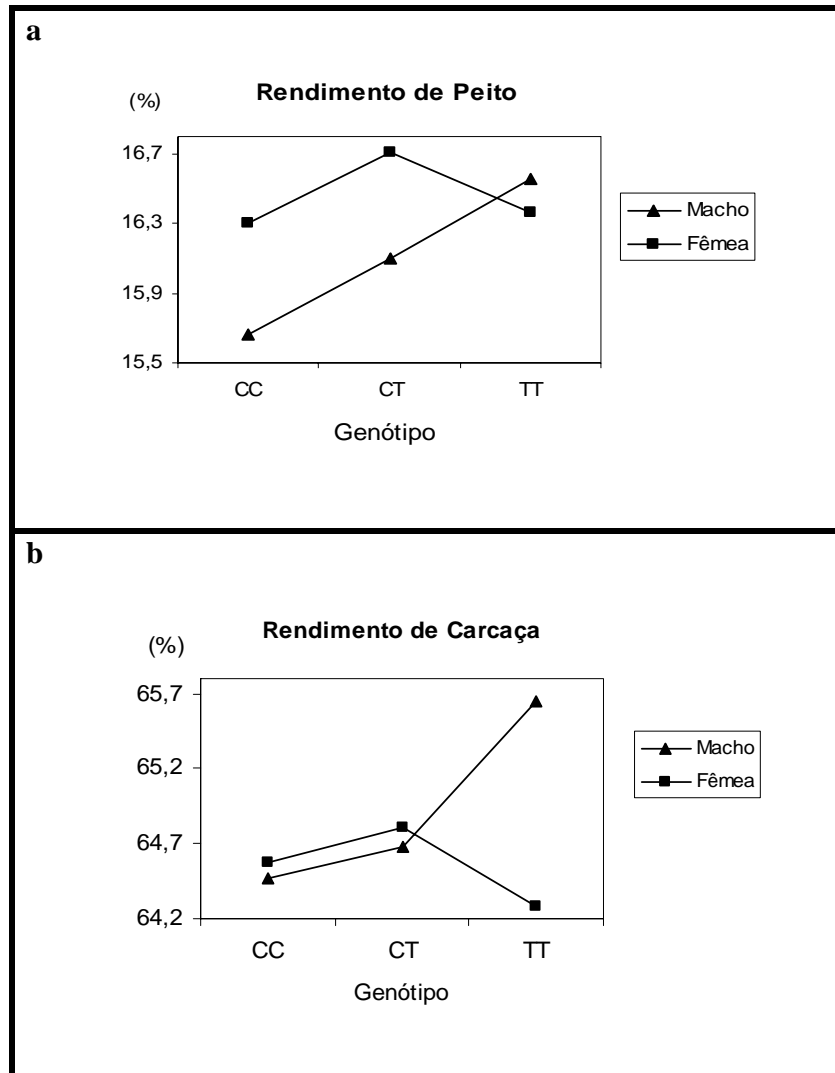 a
Rendimento de Peito
(%)
16,7
16,3
15,9
15,5
CC CT TT
Genótipo
Macho
Fêmea
b
Rendimento de Carcaça
(%)
65,7
65,2
64,7
64,2
CC CT TT
Genótipo
Macho
Fêmea